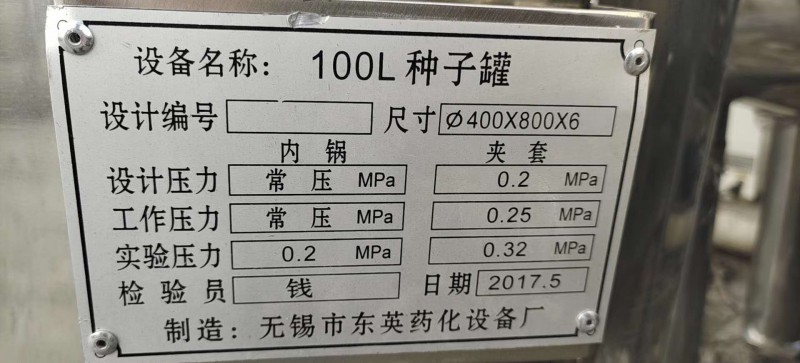 设备名称：100L 种子罐
设计编号 尺寸 Φ400X800X6
内 锅 夹 套
设计压力 常 压 MPa 0.2 MPa
工作压力 常 压 MPa 0.25 MPa
实验压力 0.2 MPa 0.32 MPa
检 验 员 钱 日 期 2017.5
制造：无锡市东英药化设备厂